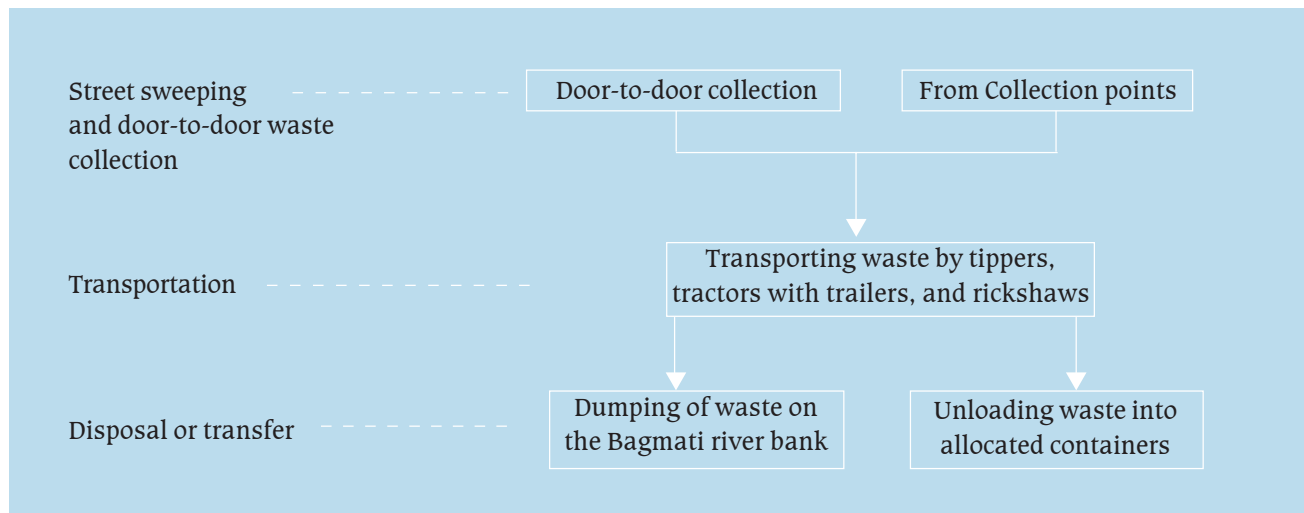 Street sweeping
and door-to-door waste
collection
Door-to-door collection
From Collection points
Transportation
Transporting waste by tippers,
tractors with trailers, and rickshaws
Disposal or transfer
Dumping of waste on
the Bagmati river bank
Unloading waste into
allocated containers